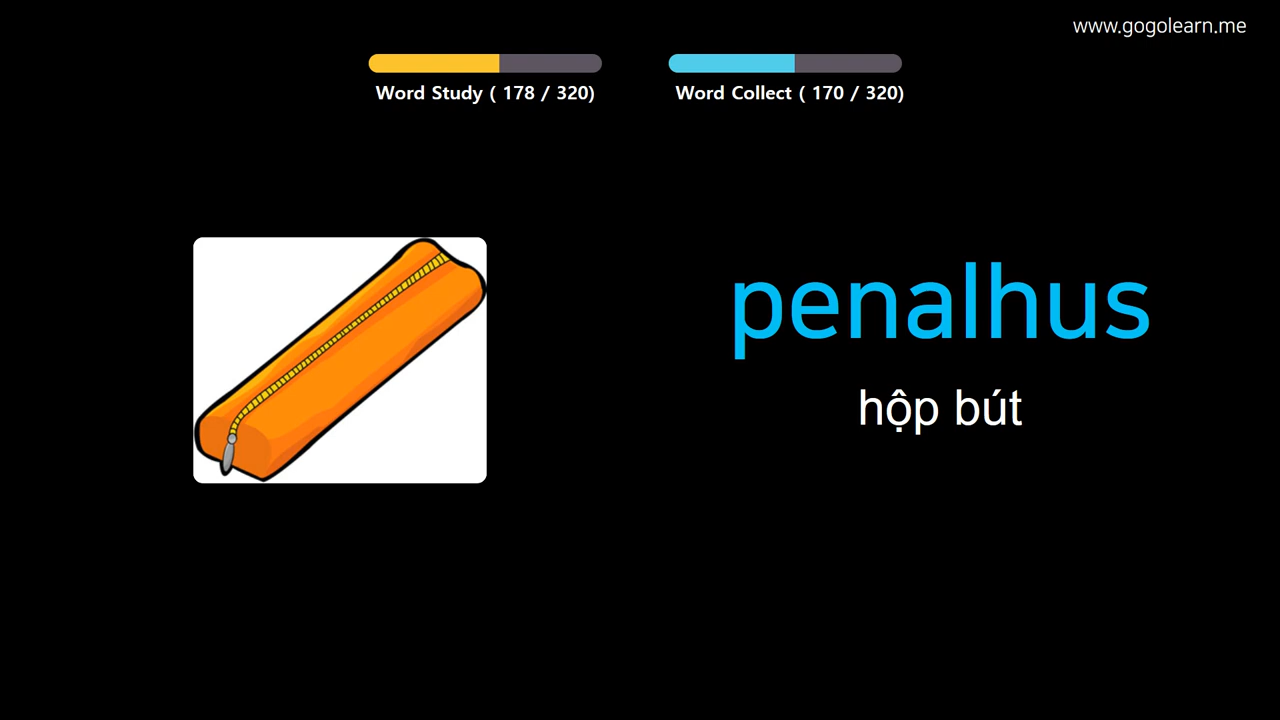 www.gogolearn.me
Word Study ( 178 / 320)
Word Collect ( 170 / 320)
penalhus
hộp bút